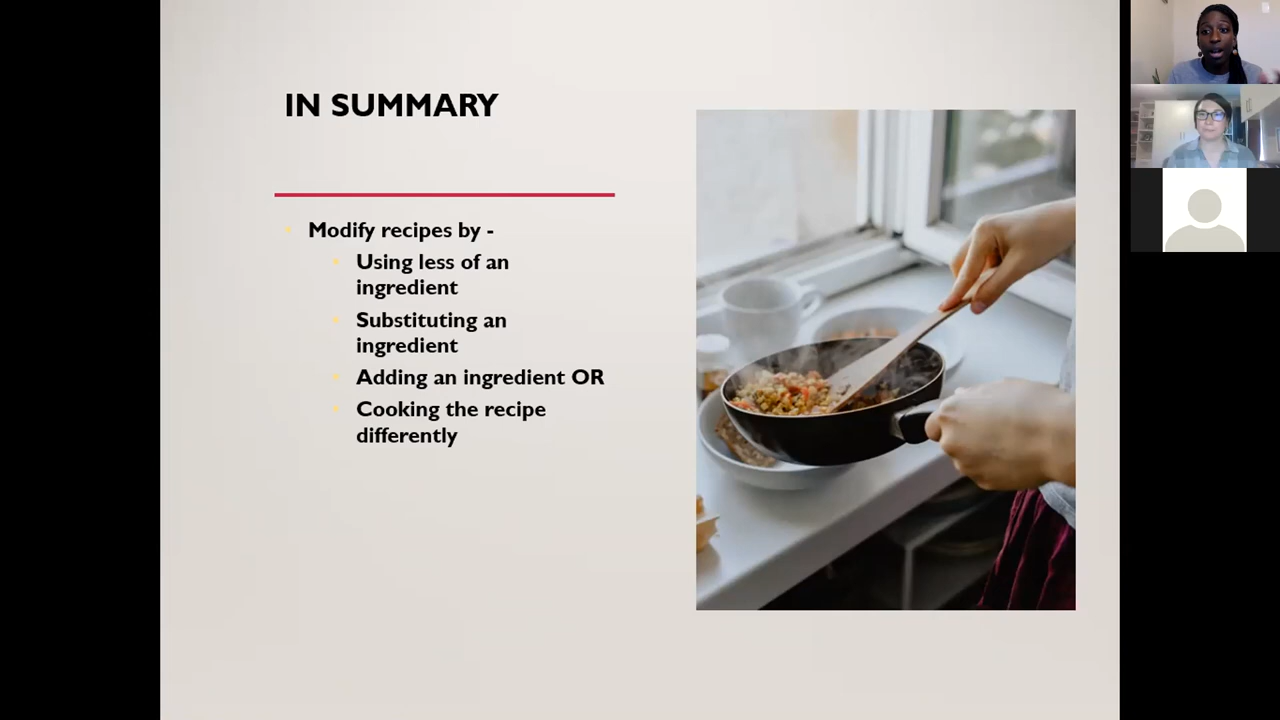 IN SUMMARY
Modify recipes by -
Using less of an
ingredient
Substituting an
ingredient
Adding an ingredient OR
Cooking the recipe
differently